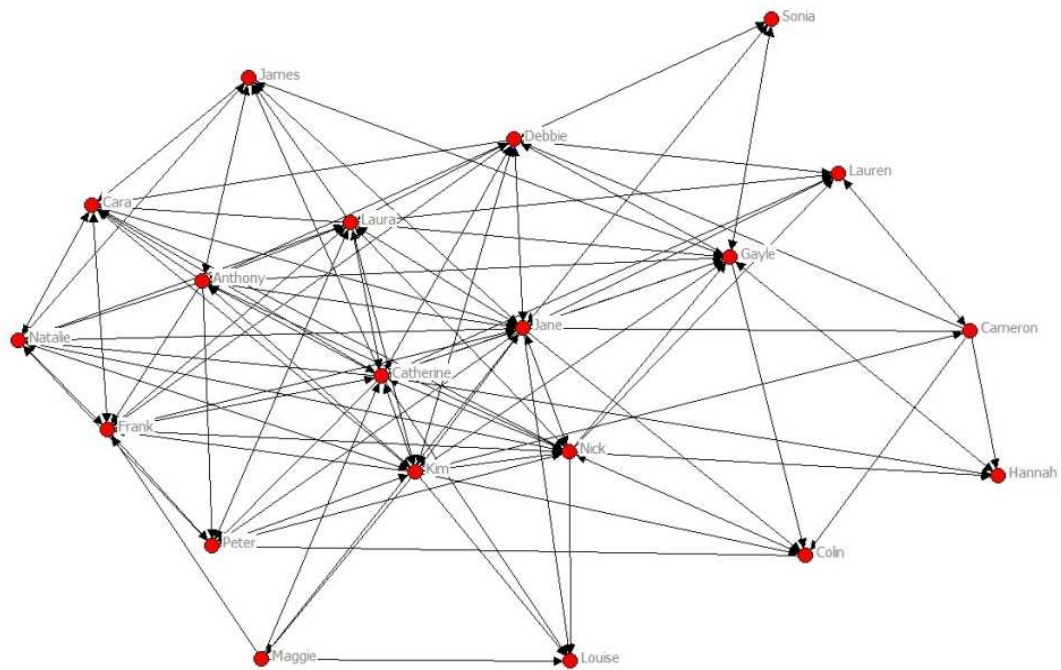 Sonia
James
Debbie
Lauren
Cara
Laura
Gayle
Anthony
Jane
Cameron
Natalie
Catherine
Frank
Nick
Kim
Hannah
Peter
Colin
Maggie
Louise